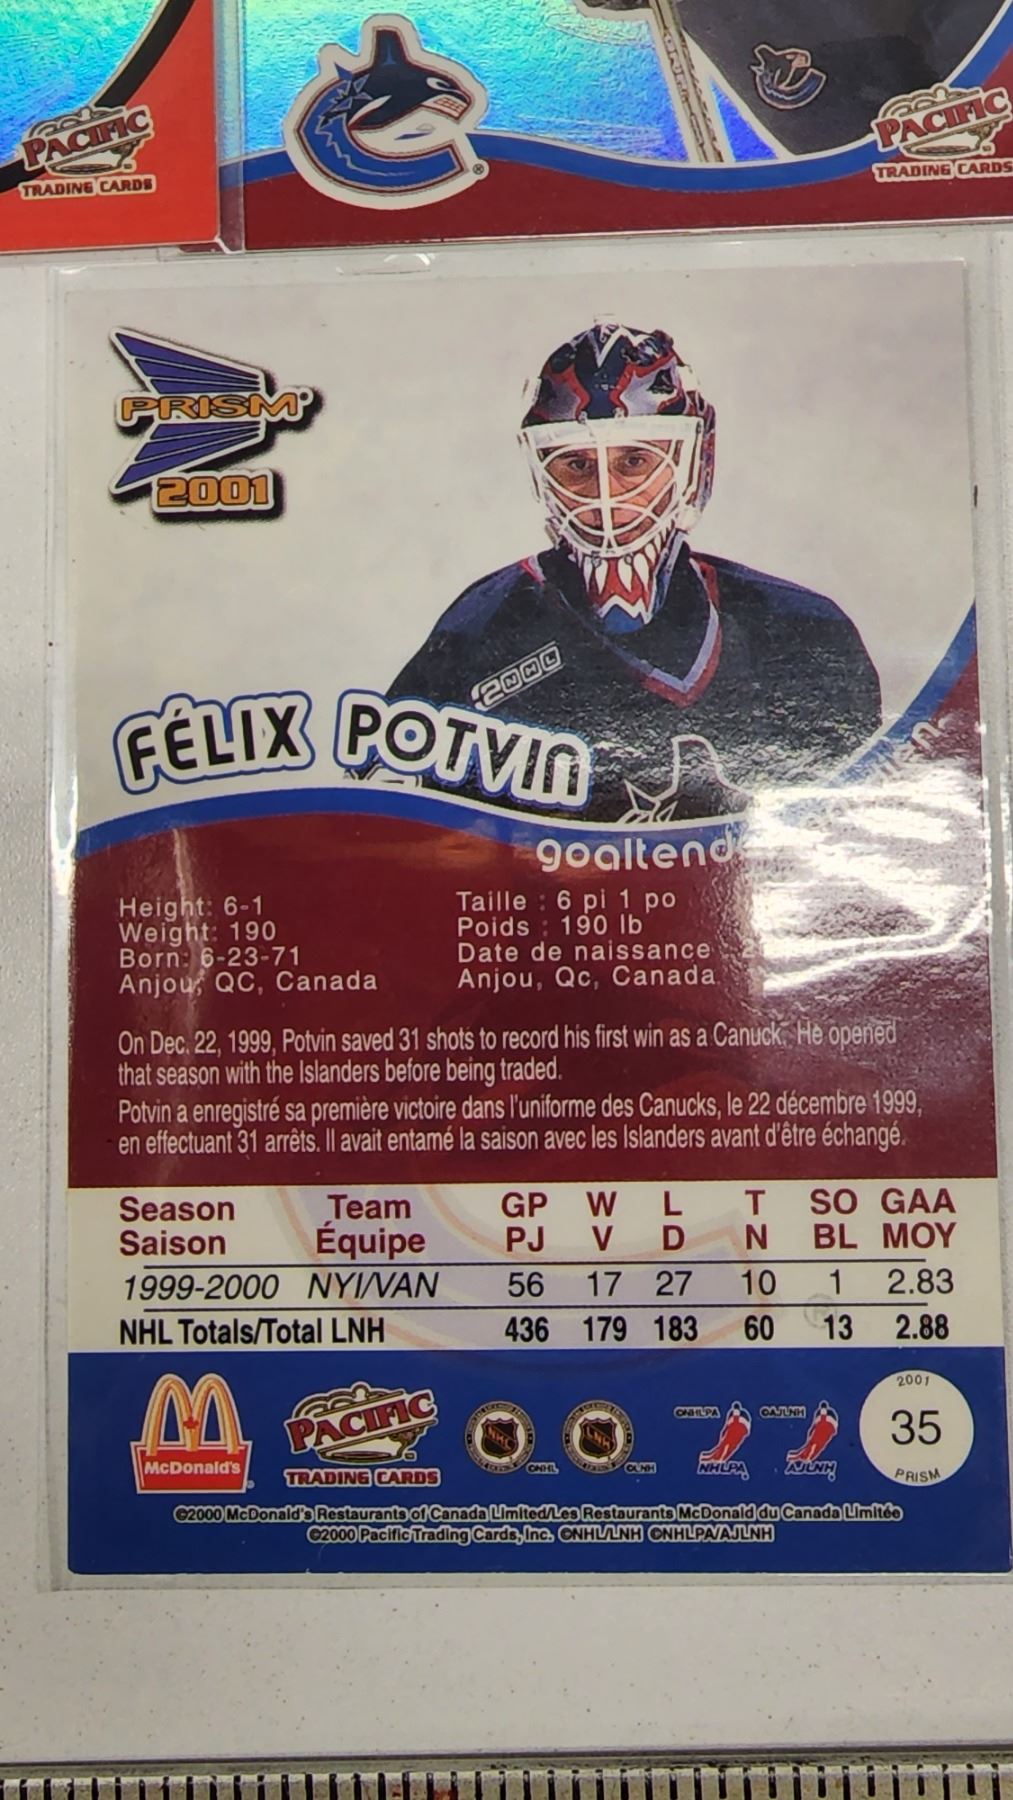 PACIFIC
TRADING CARDS
®
PACIFIC
TRADING CARDS
PRISM®
2001
2000
FÉLIX POTVIN
Height: 6-1
Weight: 190
Born: 6-23-71
Anjou, QC, Canada
Taille : 6 pi 1 po
Poids : 190 lb
Date de naissance
Anjou, Qc, Canada
On Dec. 22, 1999, Potvin saved 31 shots to record his first win as a Canuck. He opened
that season with the Islanders before being traded.
Potvin a enregistré sa première victoire dans l'uniforme des Canucks, le 22 décembre 1999,
en effectuant 31 arrêts. Il avait entamé la saison avec les Islanders avant d'être échangé.
Season Team GP W L T SO GAA
Saison Équipe PJ V D N BL MOY
1999-2000 NYI/VAN 56 17 27 10 1 2.83
NHL Totals/Total LNH 436 179 183 60 13 2.88
McDonald's
PACIFIC
TRADING CARDS
NHL
©NHL
LNH
©LNH
©NHLPA
NHLPA
©AJLNH
AJLNH
2001
35
PRISM
©2000 McDonald's Restaurants of Canada Limited/Les Restaurants McDonald du Canada Limitée
©2000 Pacific Trading Cards, Inc. ©NHL/LNH ©NHLPA/AJLNH